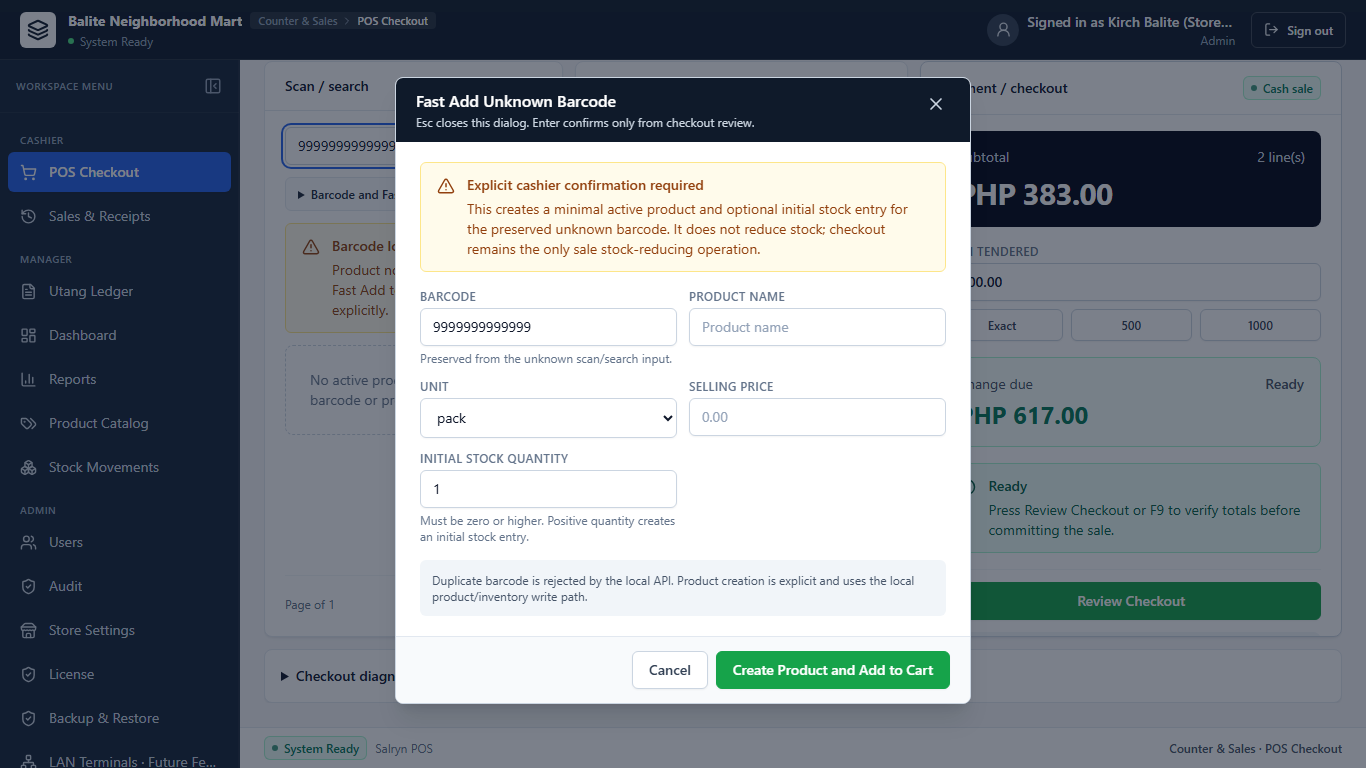 Balite Neighborhood Mart
System Ready
Counter & Sales > POS Checkout
Signed in as Kirch Balite (Store...
Admin
Sign out
WORKSPACE MENU
CASHIER
POS Checkout
Sales & Receipts
MANAGER
Utang Ledger
Dashboard
Reports
Product Catalog
Stock Movements
ADMIN
Users
Audit
Store Settings
License
Backup & Restore
LAN Terminals · Future Fe...
Scan / search
9999999999999
Barcode and Fa
Barcode lo
Product no
Fast Add t
explicitly.
No active pro
barcode or pr
Page of 1
Checkout diagn
Fast Add Unknown Barcode
Esc closes this dialog. Enter confirms only from checkout review.
Explicit cashier confirmation required
This creates a minimal active product and optional initial stock entry for
the preserved unknown barcode. It does not reduce stock; checkout
remains the only sale stock-reducing operation.
BARCODE
9999999999999
Preserved from the unknown scan/search input.
PRODUCT NAME
Product name
UNIT
pack
SELLING PRICE
0.00
INITIAL STOCK QUANTITY
1
Must be zero or higher. Positive quantity creates
an initial stock entry.
Duplicate barcode is rejected by the local API. Product creation is explicit and uses the local
product/inventory write path.
Cancel
Create Product and Add to Cart
ent / checkout
Cash sale
btotal
2 line(s)
PHP 383.00
TENDERED
00.00
Exact
500
1000
ange due
Ready
PHP 617.00
Ready
Press Review Checkout or F9 to verify totals before
committing the sale.
Review Checkout
System Ready
Salryn POS
Counter & Sales · POS Checkout